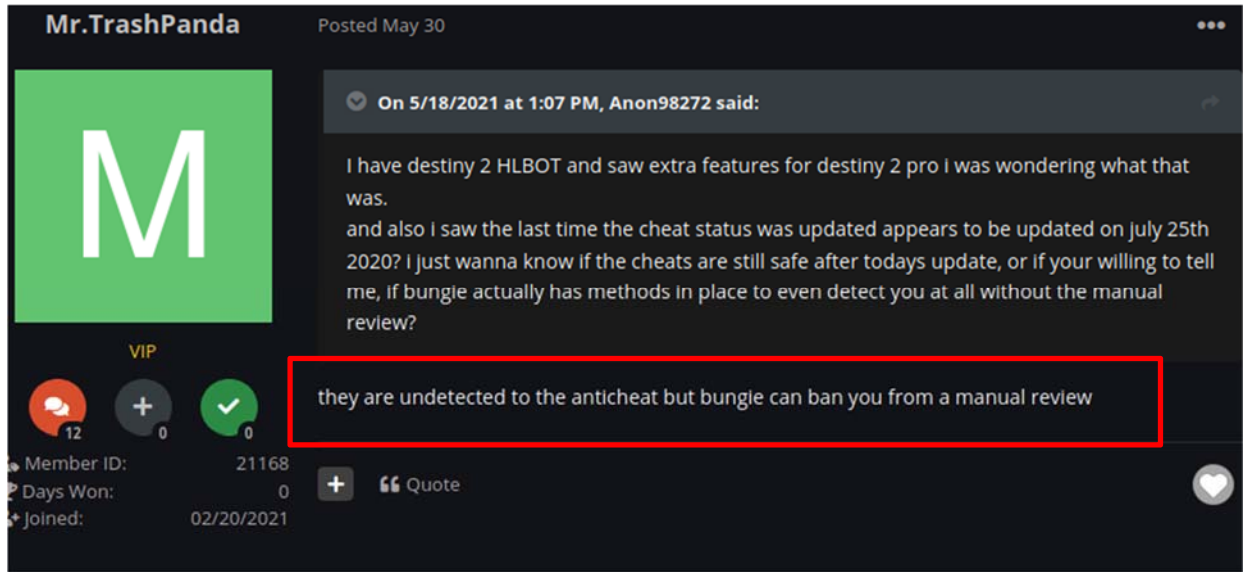 Mr.TrashPanda
Posted May 30
M
On 5/18/2021 at 1:07 PM, Anon98272 said:
I have destiny 2 HLBOT and saw extra features for destiny 2 pro i was wondering what that
was.
and also i saw the last time the cheat status was updated appears to be updated on july 25th
2020? i just wanna know if the cheats are still safe after todays update, or if your willing to tell
me, if bungie actually has methods in place to even detect you at all without the manual
review?
VIP
they are undetected to the anticheat but bungie can ban you from a manual review
12
0
0
Member ID: 21168
Days Won: 0
Joined: 02/20/2021
+ Quote